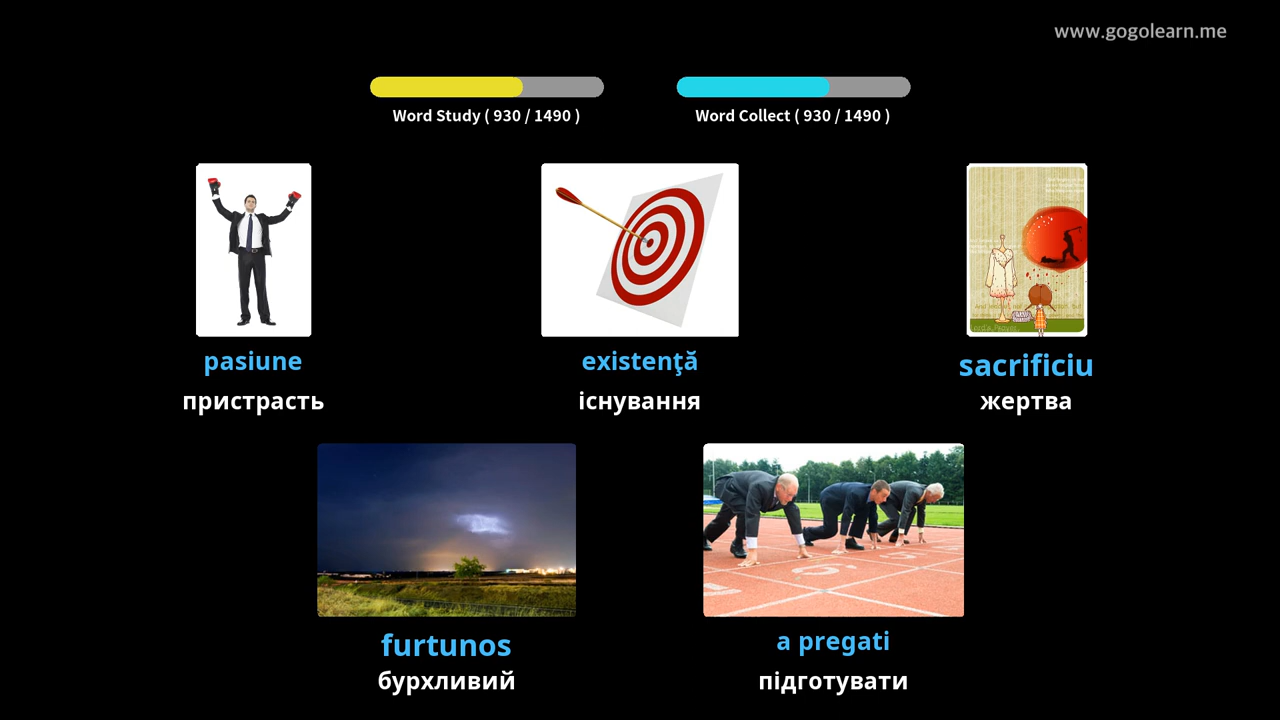 www.gogolearn.me
Word Study ( 930 / 1490 )
Word Collect ( 930 / 1490 )
pasiune
existenţă
sacrificiu
пристрасть
існування
жертва
furtunos
a pregati
бурхливий
підготувати